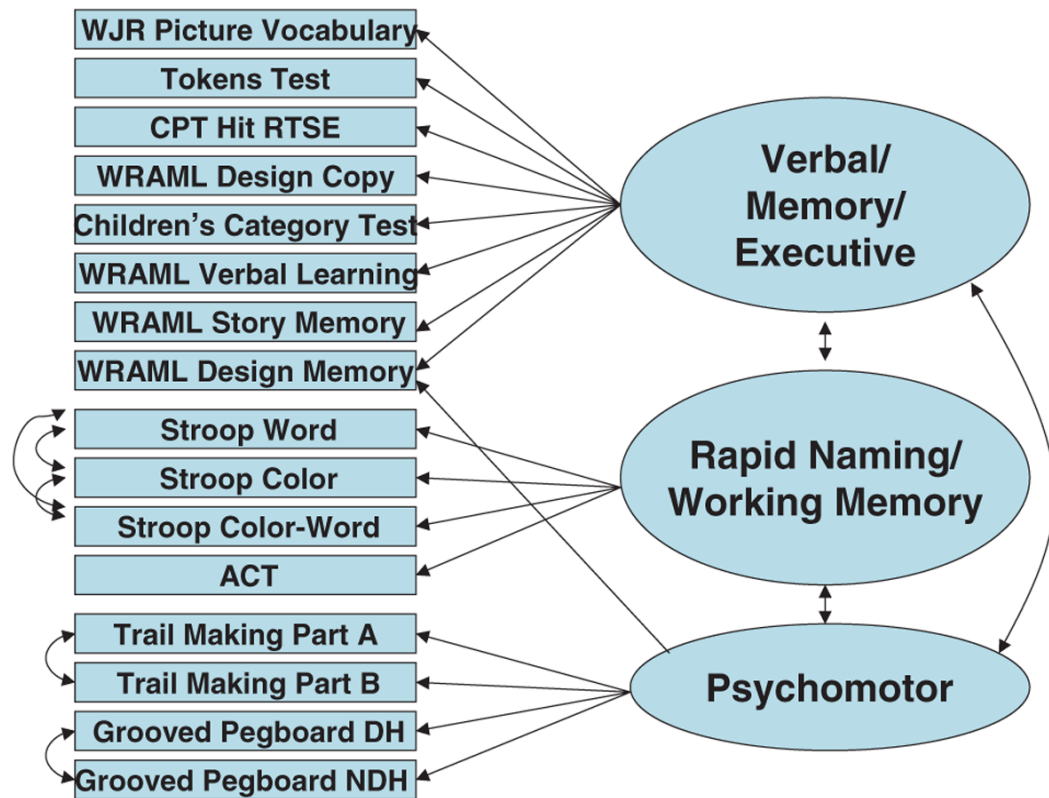 WJR Picture Vocabulary
Tokens Test
CPT Hit RTSE
WRAML Design Copy
Children's Category Test
WRAML Verbal Learning
WRAML Story Memory
WRAML Design Memory
Stroop Word
Stroop Color
Stroop Color-Word
ACT
Trail Making Part A
Trail Making Part B
Grooved Pegboard DH
Grooved Pegboard NDH
Verbal/
Memory/
Executive
Rapid Naming/
Working Memory
Psychomotor